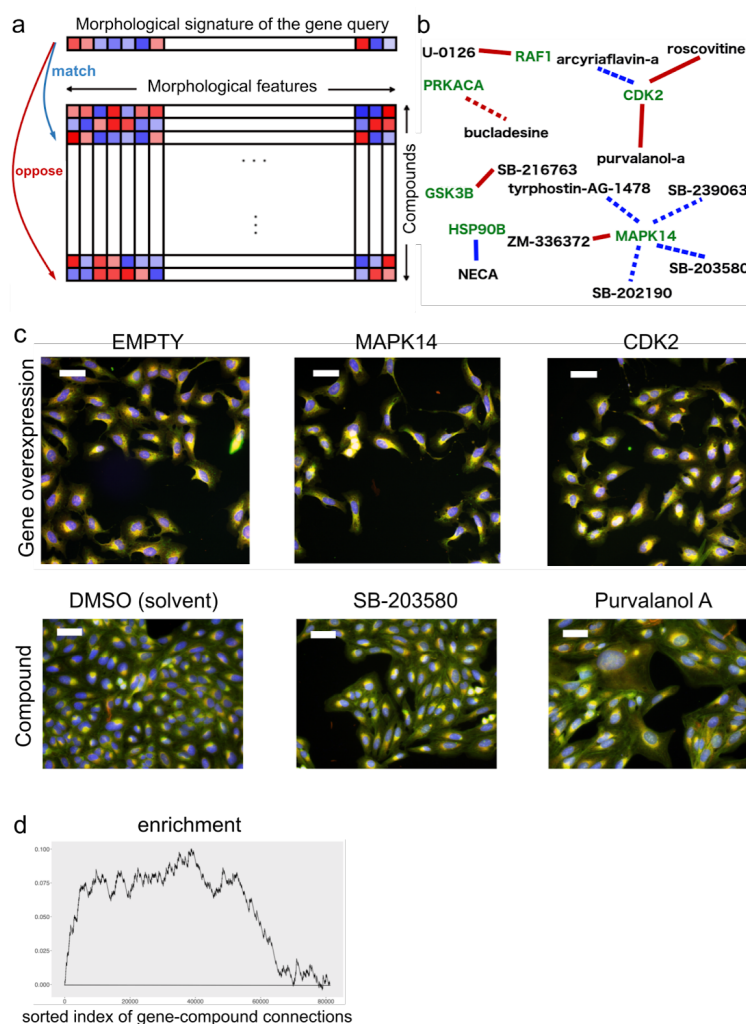 a
Morphological signature of the gene query
match
Morphological features
oppose
. . .
Compounds
b
U-0126
RAF1
roscovitine
arcyriaflavin-a
PRKACA
CDK2
bucladesine
purvalanol-a
SB-216763
GSK3B
tyrphostin-AG-1478
SB-239063
HSP90B
ZM-336372
MAPK14
NECA
SB-203580
SB-202190
c
EMPTY
MAPK14
CDK2
Gene overexpression
DMSO (solvent)
SB-203580
Purvalanol A
Compound
d
enrichment
0.100
0.075
0.050
0.025
0.000
0
20000
40000
60000
80000
sorted index of gene-compound connections